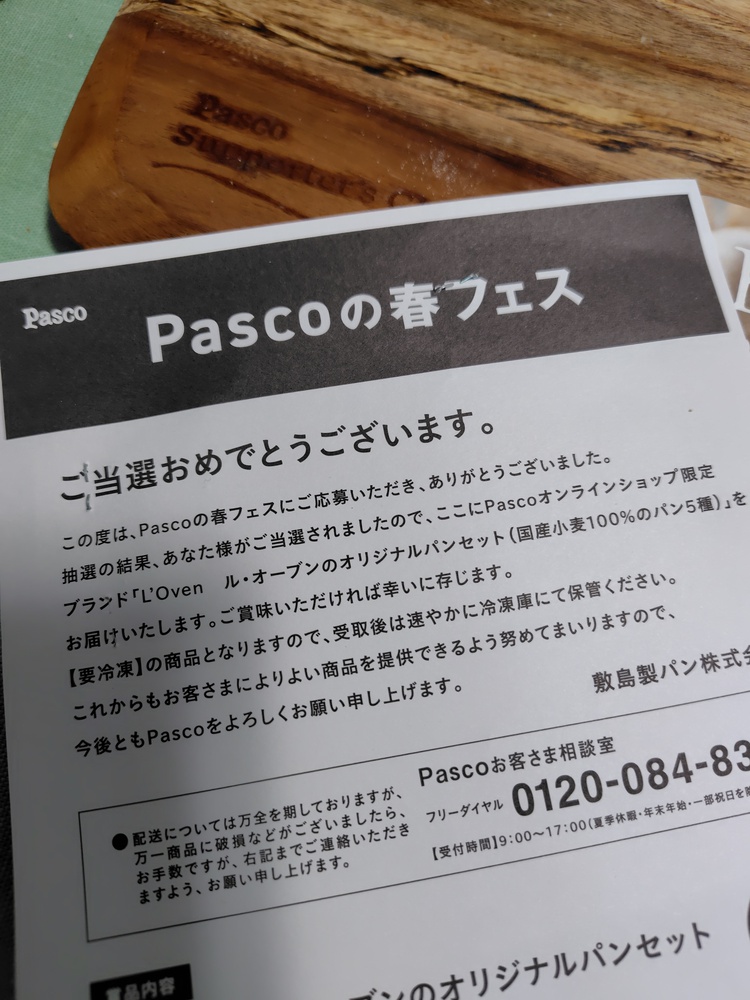 Pasco
Supporter's
Pasco
Pascoの春フェス
ご当選おめでとうございます。
この度は、Pascoの春フェスにご応募いただき、ありがとうございました。
抽選の結果、あなた様がご当選されましたので、ここにPascoオンラインショップ限定
ブランド「L'Oven ル・オーブンのオリジナルパンセット(国産小麦100%のパン5種)」を
お届けいたします。ご賞味いただければ幸いに存じます。
【要冷凍】の商品となりますので、受取後は速やかに冷凍庫にて保管ください。
これからもお客さまによりよい商品を提供できるよう努めてまいりますので、
今後ともPascoをよろしくお願い申し上げます。
敷島製パン株式会
●配送については万全を期しておりますが、
万一商品に破損などがございましたら、
お手数ですが、右記までご連絡いただき
ますよう、お願い申し上げます。
Pascoお客さま相談室
フリーダイヤル 0120-084-83
【受付時間】9:00〜17:00(夏季休暇・年末年始・一部祝日を除
賞品内容
ブンのオリジナルパンセット